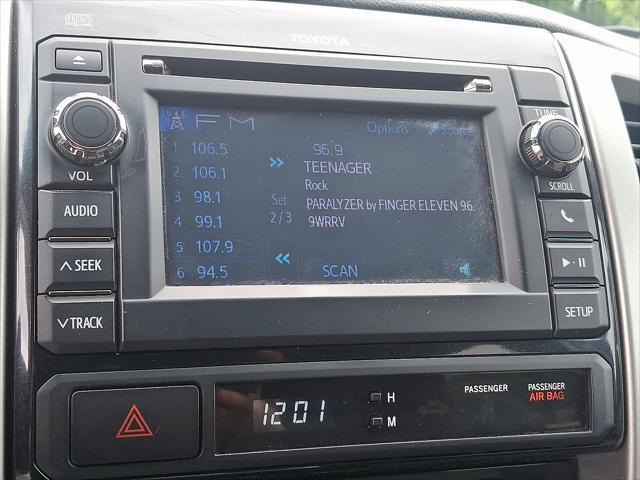 TOYOTA
FM
Options
Source
TUNE
1 106.5
96.9
2 106.1
TEENAGER
VOL
Rock
SCROLL
3 98.1
Set
PARALYZER by FINGER ELEVEN 96.
AUDIO
4 99.1
2/3
9WRRV
5 107.9
∧ SEEK
6 94.5
SCAN
∨ TRACK
SETUP
1201
H
M
PASSENGER
PASSENGER
AIR BAG